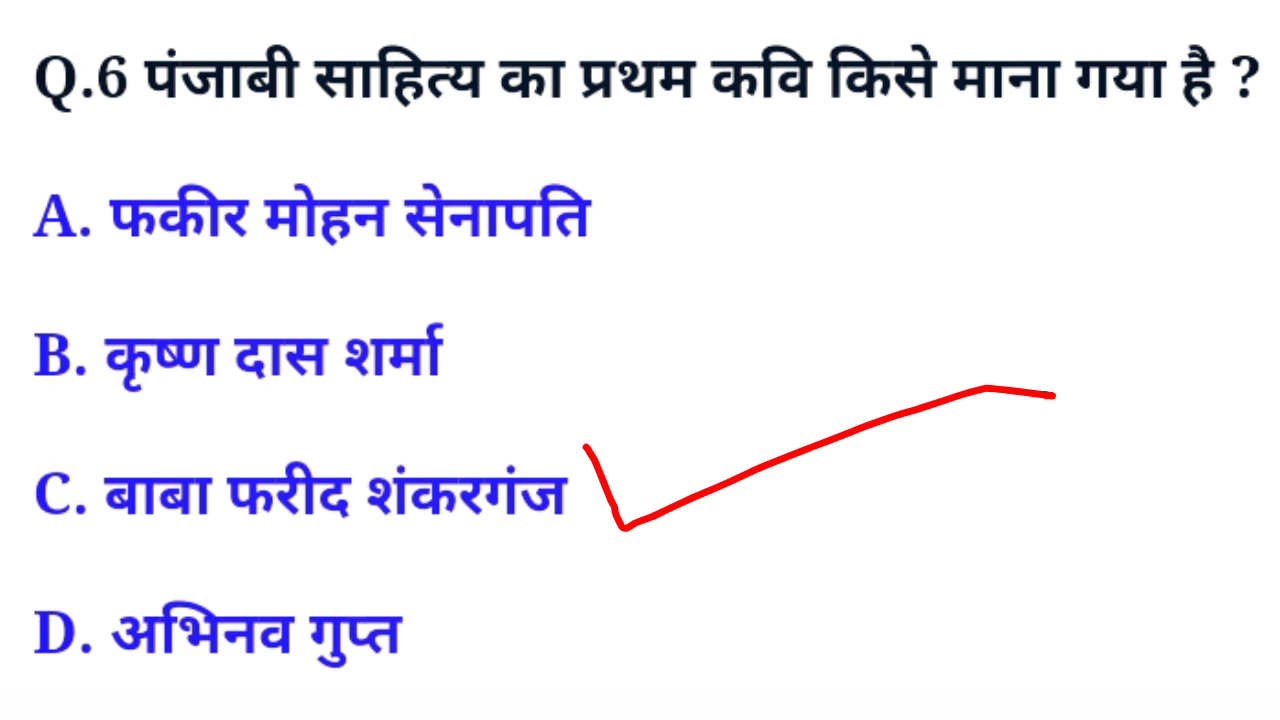 Q.6 पंजाबी साहित्य का प्रथम कवि किसे माना गया है ?
A. फकीर मोहन सेनापति
B. कृष्ण दास शर्मा
C. बाबा फरीद शंकरगंज
D. अभिनव गुप्त